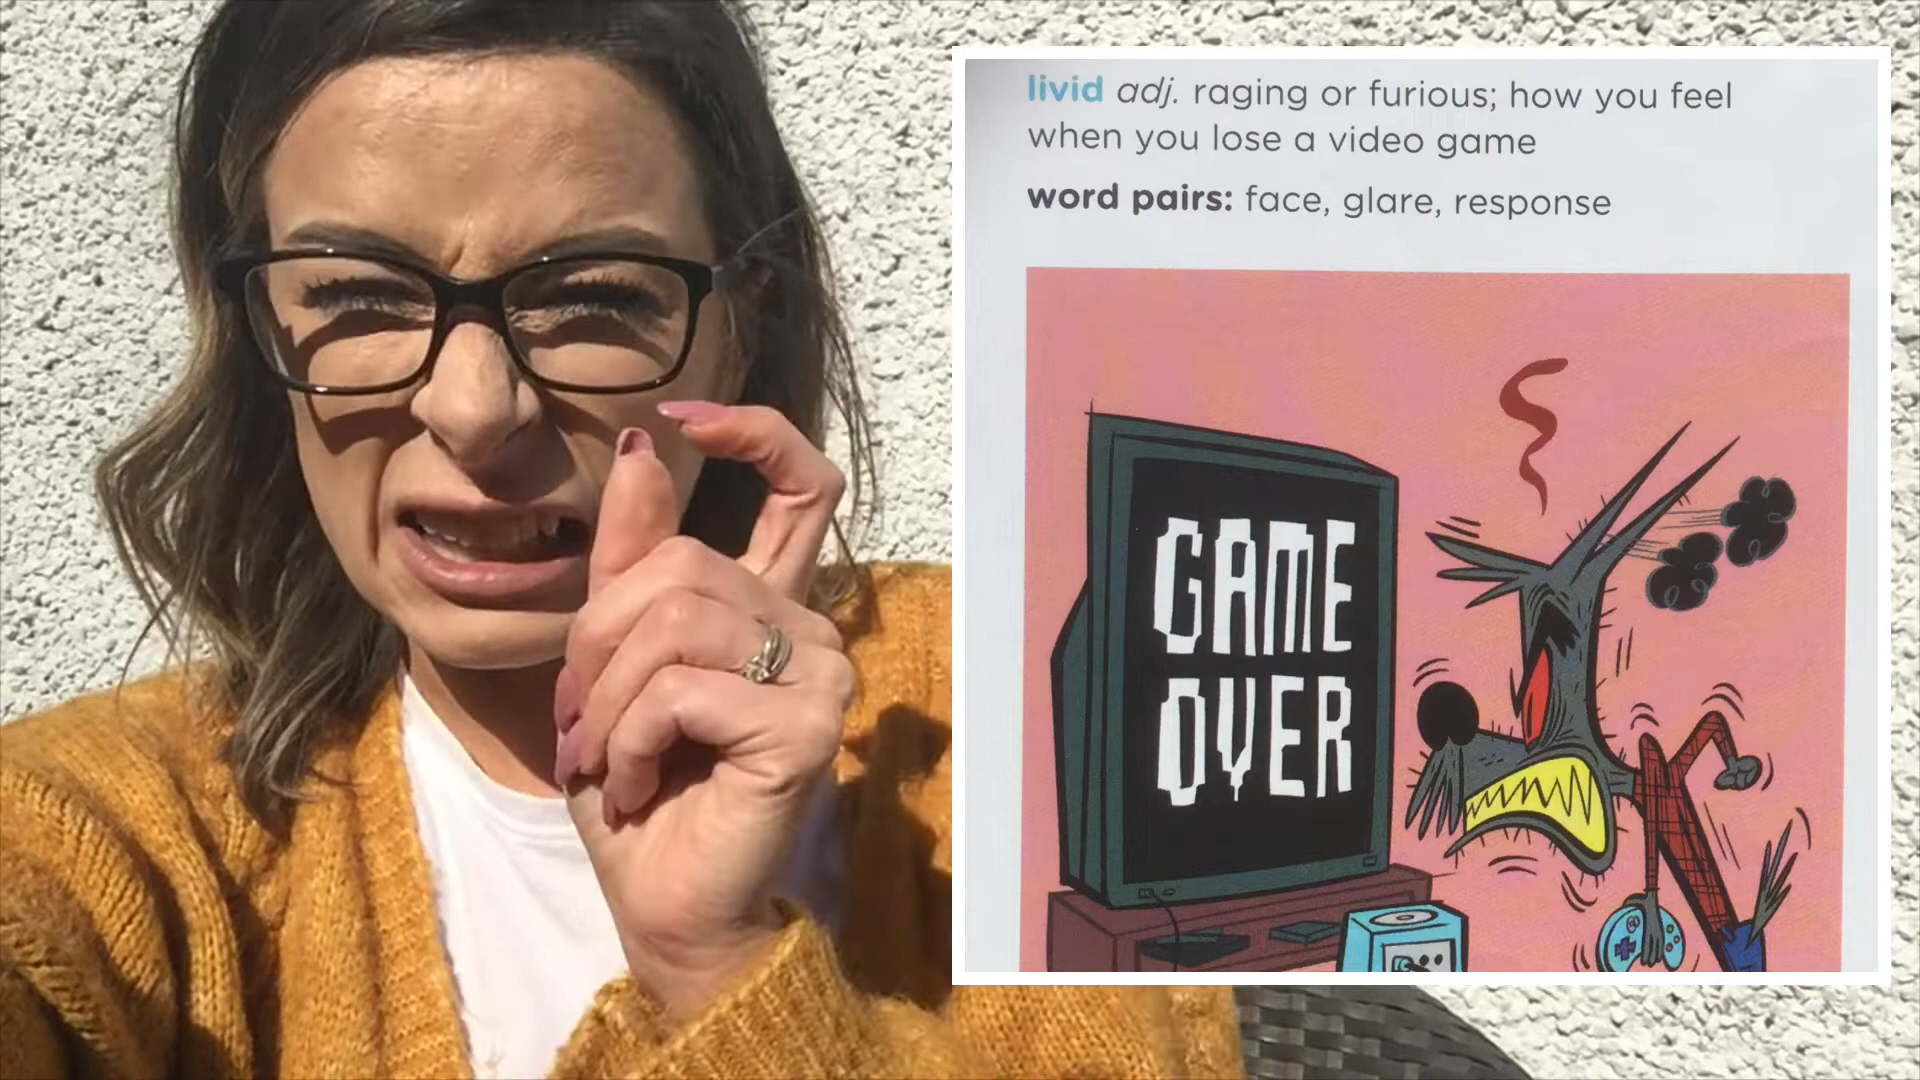 livid adj. raging or furious; how you feel
when you lose a video game
word pairs: face, glare, response
GAME
OVER